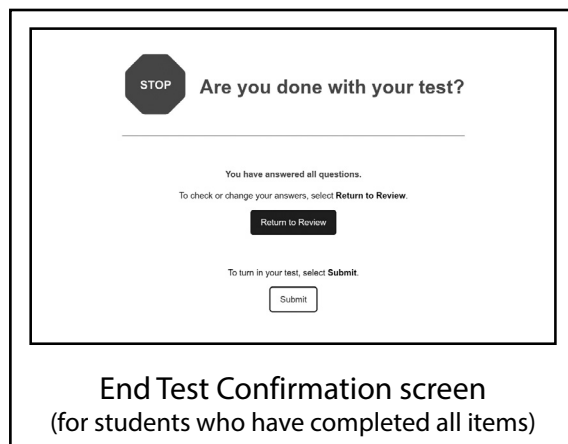 STOP
Are you done with your test?
You have answered all questions.
To check or change your answers, select Return to Review.
Return to Review
To turn in your test, select Submit.
Submit
End Test Confirmation screen
(for students who have completed all items)